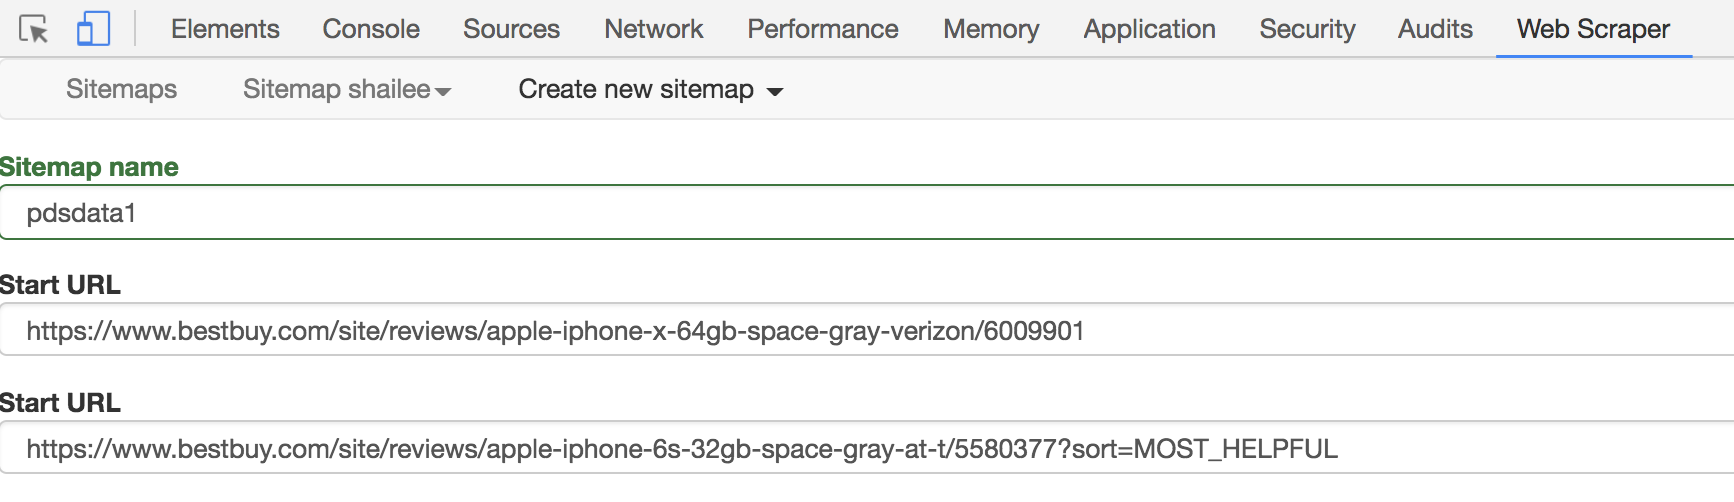 Elements Console Sources Network Performance Memory Application Security Audits Web Scraper
Sitemaps Sitemap shailee Create new sitemap
Sitemap name
pdsdata1
Start URL
https://www.bestbuy.com/site/reviews/apple-iphone-x-64gb-space-gray-verizon/6009901
Start URL
https://www.bestbuy.com/site/reviews/apple-iphone-6s-32gb-space-gray-at-t/5580377?sort=MOST_HELPFUL